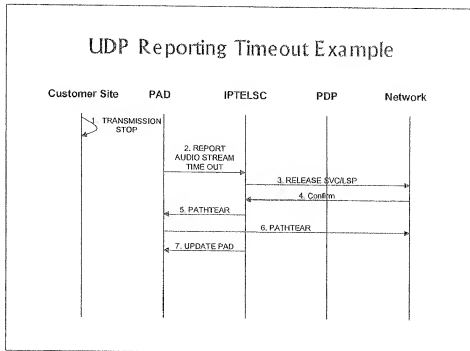 UDP Reporting Timeout Example
Customer Site PAD IPTELSC PDP Network
1. TRANSMISSION
STOP
2. REPORT
AUDIO STREAM
TIME OUT
3. RELEASE SVC/LSP
4. Confirm
5. PATHTEAR
6. PATHTEAR
7. UPDATE PAD